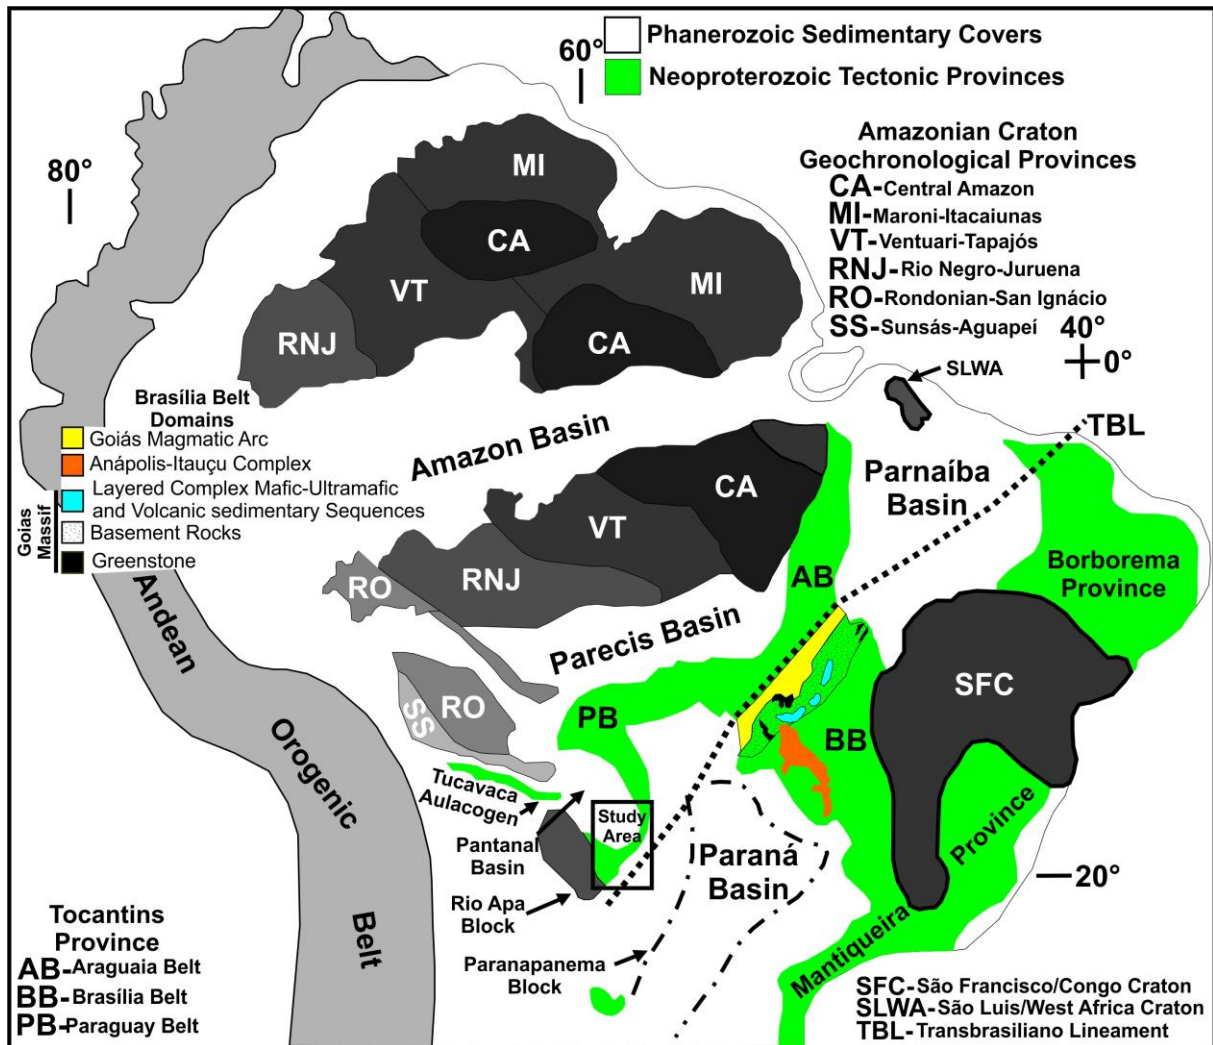 Phanerozoic Sedimentary Covers
Neoproterozoic Tectonic Provinces
60°
80°
Amazonian Craton
Geochronological Provinces
CA-Central Amazon
MI-Maroni-Itacaiunas
VT-Ventuari-Tapajós
RNJ-Rio Negro-Juruena
RO-Rondonian-San Ignácio
SS-Sunsás-Aguapeí
40°
0°
MI
CA
VT
MI
RNJ
CA
SLWA
TBL
Brasília Belt
Domains
Goiás Magmatic Arc
Anápolis-Itauçu Complex
Layered Complex Mafic-Ultramafic
and Volcanic sedimentary Sequences
Basement Rocks
Greenstone
Goias
Massif
Amazon Basin
Parnaíba
Basin
CA
VT
RNJ
RO
AB
Borborema
Province
Parecis Basin
SFC
RO
SS
PB
BB
Andean
Orogenic
Belt
Tucavaca
Aulacogen
Study
Area
Pantanal
Basin
Rio Apa
Block
Paraná
Basin
Paranapanema
Block
Mantiqueira
Province
20°
Tocantins
Province
AB-Araguaia Belt
BB-Brasília Belt
PB-Paraguay Belt
SFC-São Francisco/Congo Craton
SLWA-São Luis/West Africa Craton
TBL-Transbrasiliano Lineament